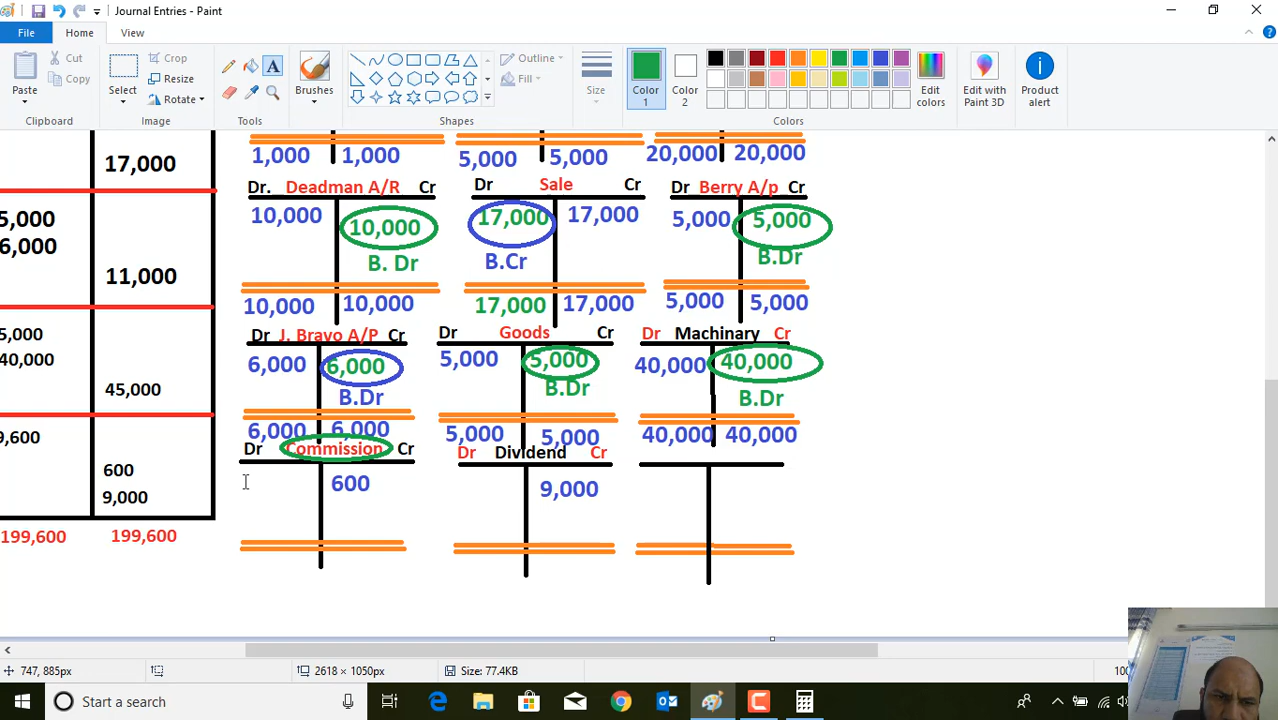 Journal Entries - Paint
File Home View
Paste Cut Copy
Clipboard
Select Crop Resize Rotate
Image
Tools
Brushes
Shapes
Outline
Fill
Size
Color 1
Color 2
Edit colors
Colors
Edit with Paint 3D
Product alert
17,000
5,000
6,000
11,000
5,000
40,000
45,000
9,600
600
9,000
199,600 199,600
1,000 1,000
5,000 5,000
20,000 20,000
Dr. Deadman A/R Cr
10,000 10,000
B. Dr
10,000 10,000
Dr Sale Cr
17,000 17,000
B.Cr
17,000 17,000
Dr Berry A/p Cr
5,000 5,000
B.Dr
5,000 5,000
Dr J. Bravo A/P Cr
6,000 6,000
B.Dr
6,000 6,000
Dr Goods Cr
5,000 5,000
B.Dr
5,000 5,000
Dr Machinary Cr
40,000 40,000
B.Dr
40,000 40,000
Dr Commission Cr
600
Dr Dividend Cr
9,000
747, 885px
2618 × 1050px
Size: 77.4KB
Start a search